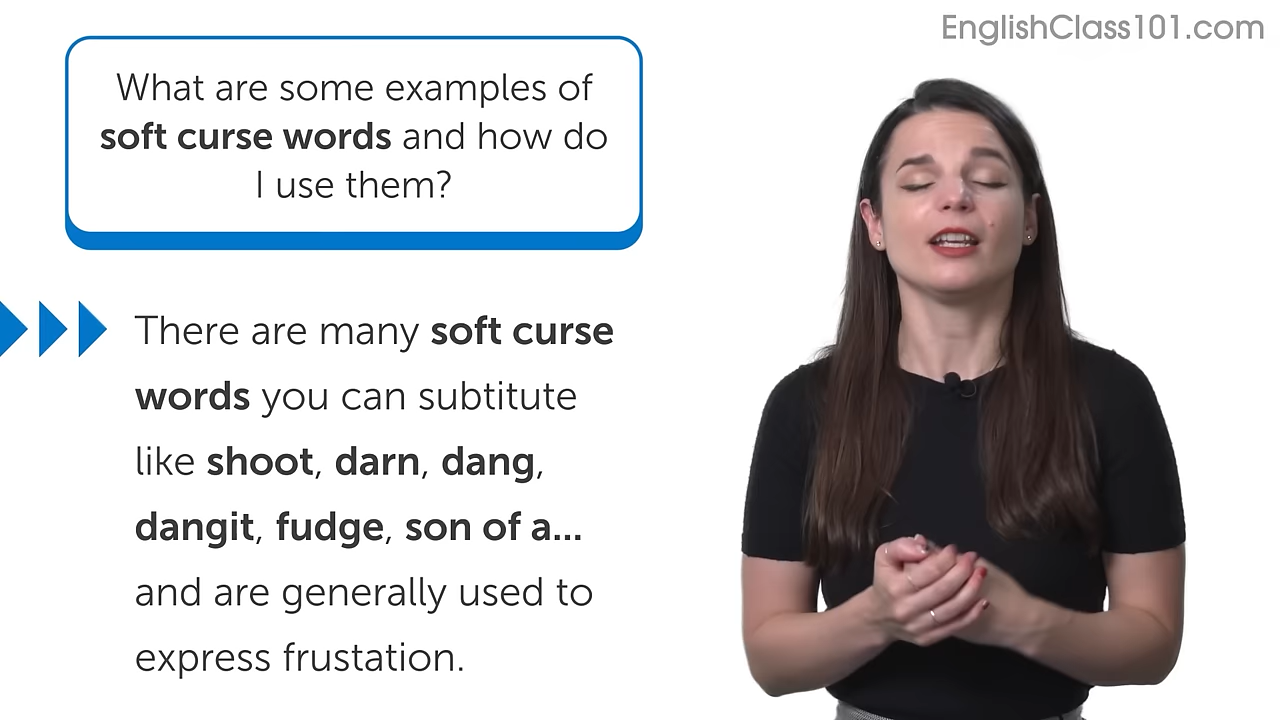 EnglishClass101.com
What are some examples of
soft curse words and how do
I use them?
There are many soft curse
words you can subtitute
like shoot, darn, dang,
dangit, fudge, son of a...
and are generally used to
express frustation.